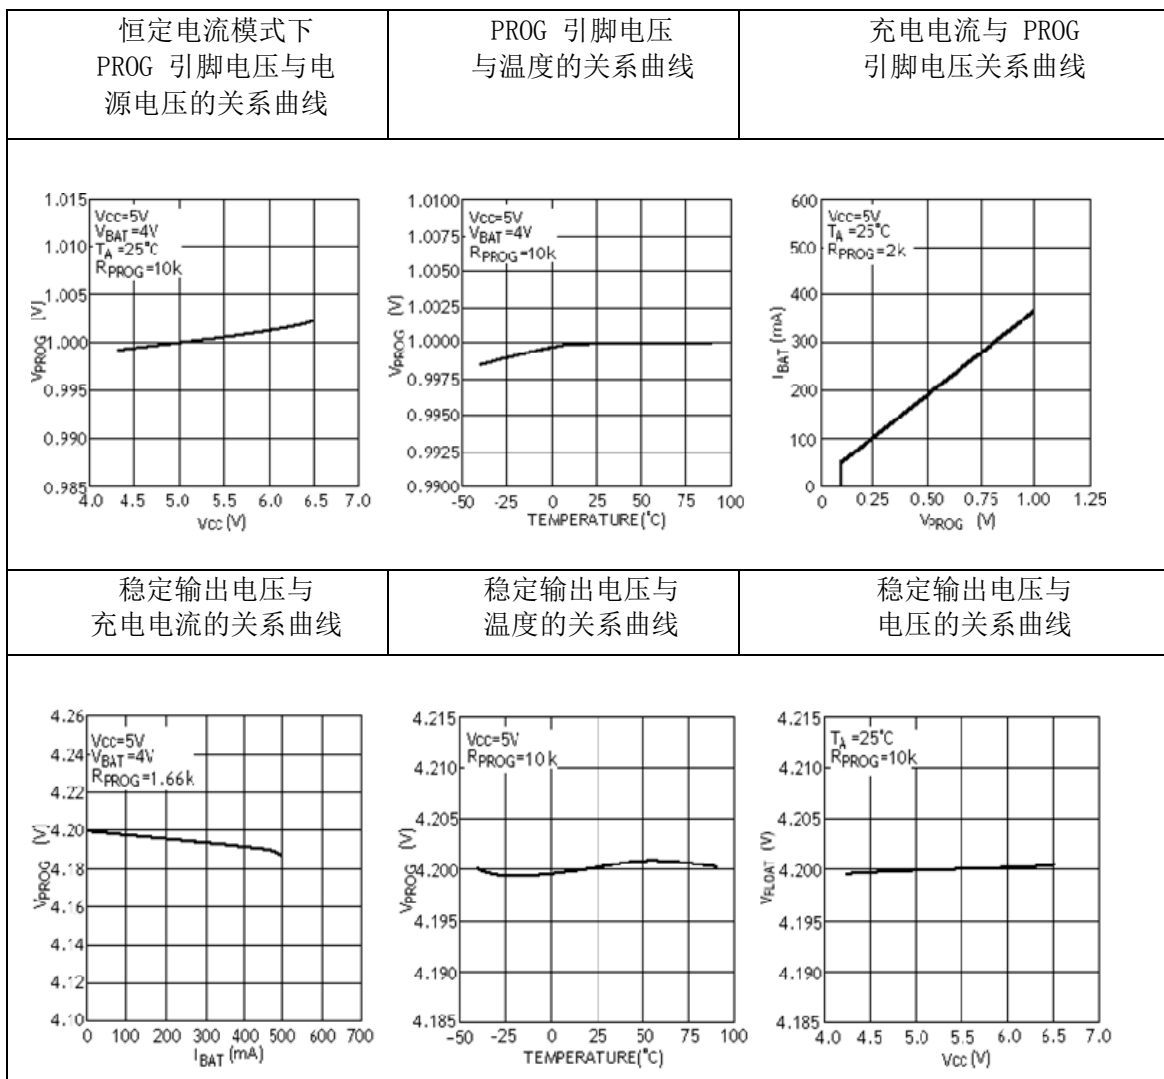 恒定电流模式下
PROG 引脚电压与电
源电压的关系曲线
PROG 引脚电压
与温度的关系曲线
充电电流与 PROG
引脚电压关系曲线
1.015
1.010
1.005
1.000
0.995
0.990
0.985
VPROG (V)
Vcc=5V
VBAT=4V
TA =25°C
RPROG=10k
4.0 4.5 5.0 5.5 6.0 6.5 7.0
Vcc (V)
1.0100
1.0075
1.0050
1.0025
1.0000
0.9975
0.9950
0.9925
0.9900
VPROG (V)
Vcc=5V
VBAT=4V
RPROG=10k
-50 -25 0 25 50 75 100
TEMPERATURE(°C)
600
500
400
300
200
100
0
IBAT (mA)
Vcc=5V
TA =25°C
RPROG=2k
0 0.25 0.50 0.75 1.00 1.25
VPROG (V)
稳定输出电压与
充电电流的关系曲线
稳定输出电压与
温度的关系曲线
稳定输出电压与
电压的关系曲线
4.26
4.24
4.22
4.20
4.18
4.16
4.14
4.12
4.10
VPROG (V)
Vcc=5V
VBAT=4V
RPROG=1.66k
0 100 200 300 400 500 600 700
IBAT (mA)
4.215
4.210
4.205
4.200
4.195
4.190
4.185
VPROG (V)
Vcc=5V
RPROG=10k
-50 -25 0 25 50 75 100
TEMPERATURE(°C)
4.215
4.210
4.205
4.200
4.195
4.190
4.185
VFLOAT (V)
TA =25°C
RPROG=10k
4.0 4.5 5.0 5.5 6.0 6.5 7.0
Vcc (V)